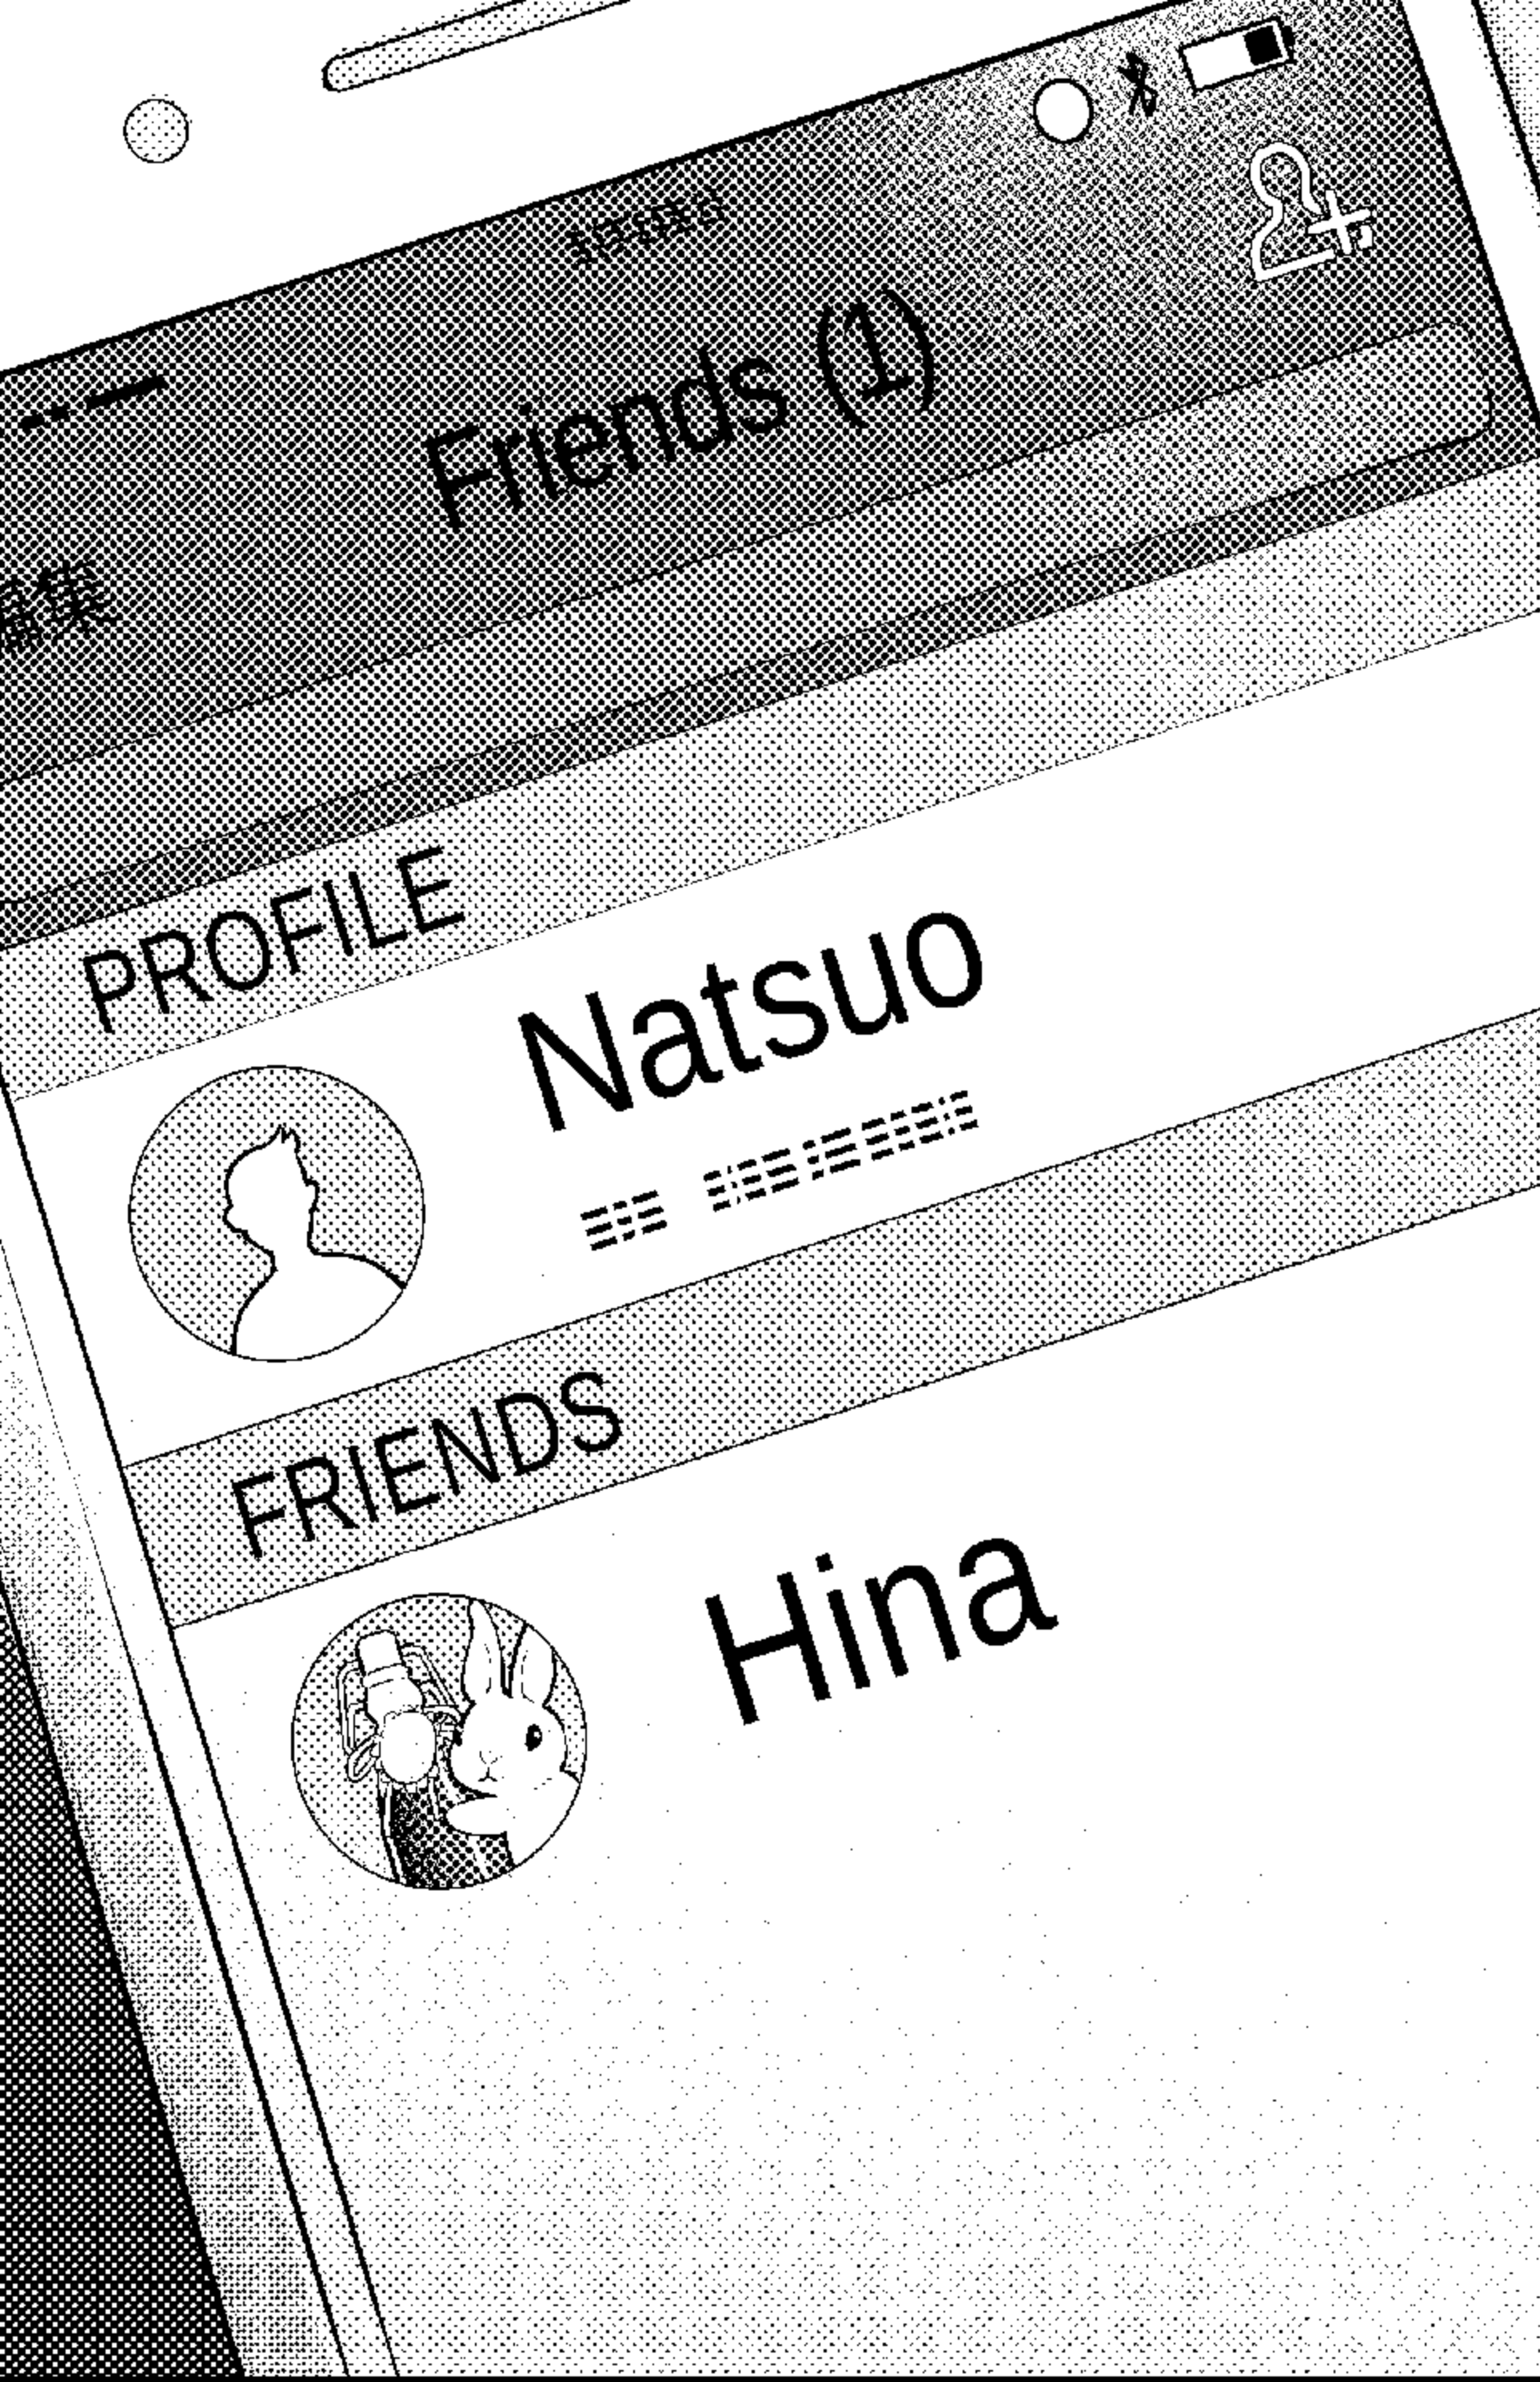 Friends (1)
編集
PROFILE
Natsuo
FRIENDS
Hina